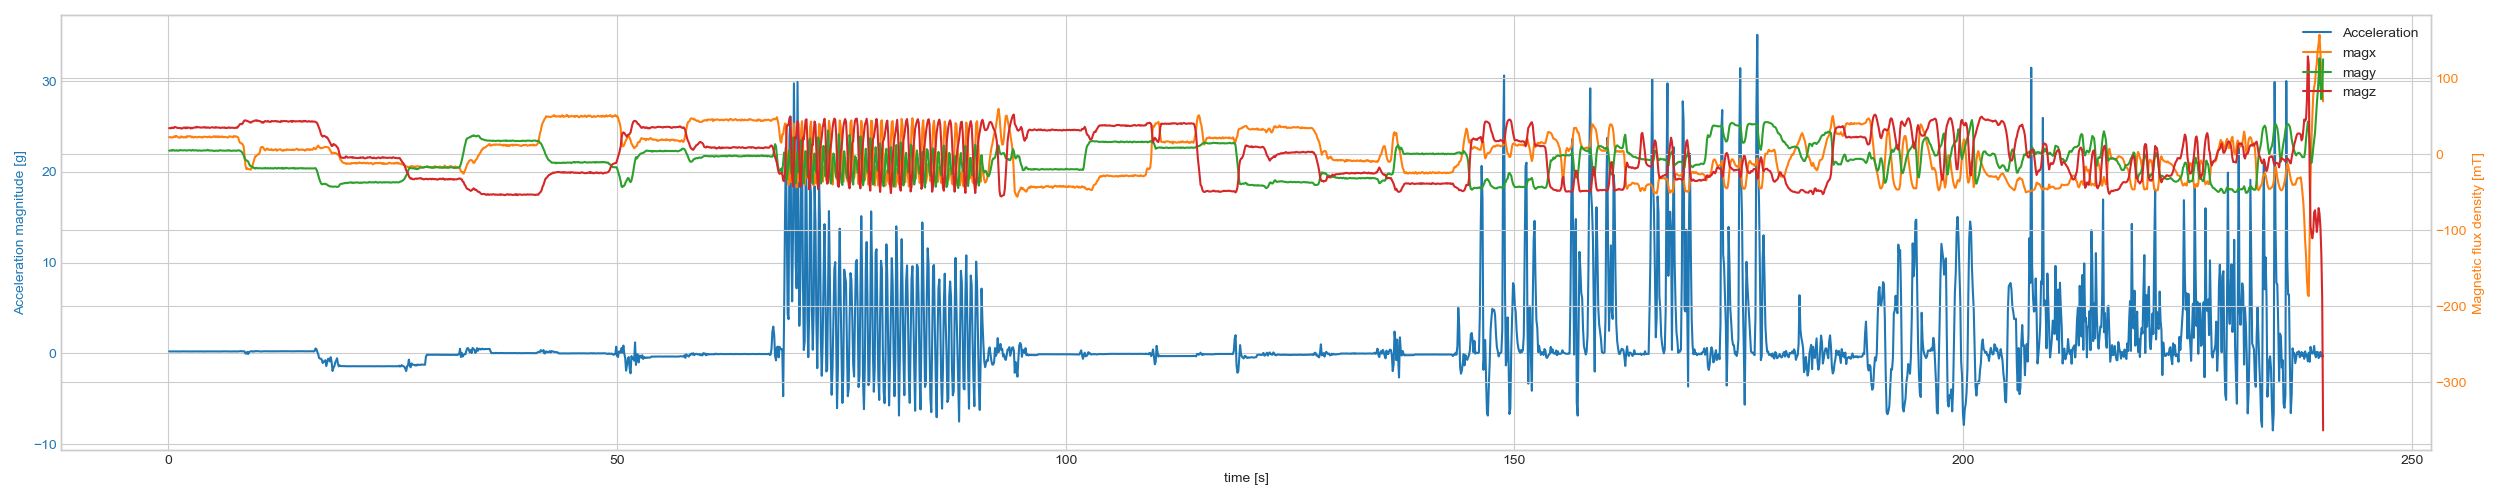 Acceleration
magx
magy
magz
Acceleration magnitude [g]
30
20
10
0
−10
0
50
100
150
200
250
time [s]
100
0
−100
−200
−300
Magnetic flux density [mT]